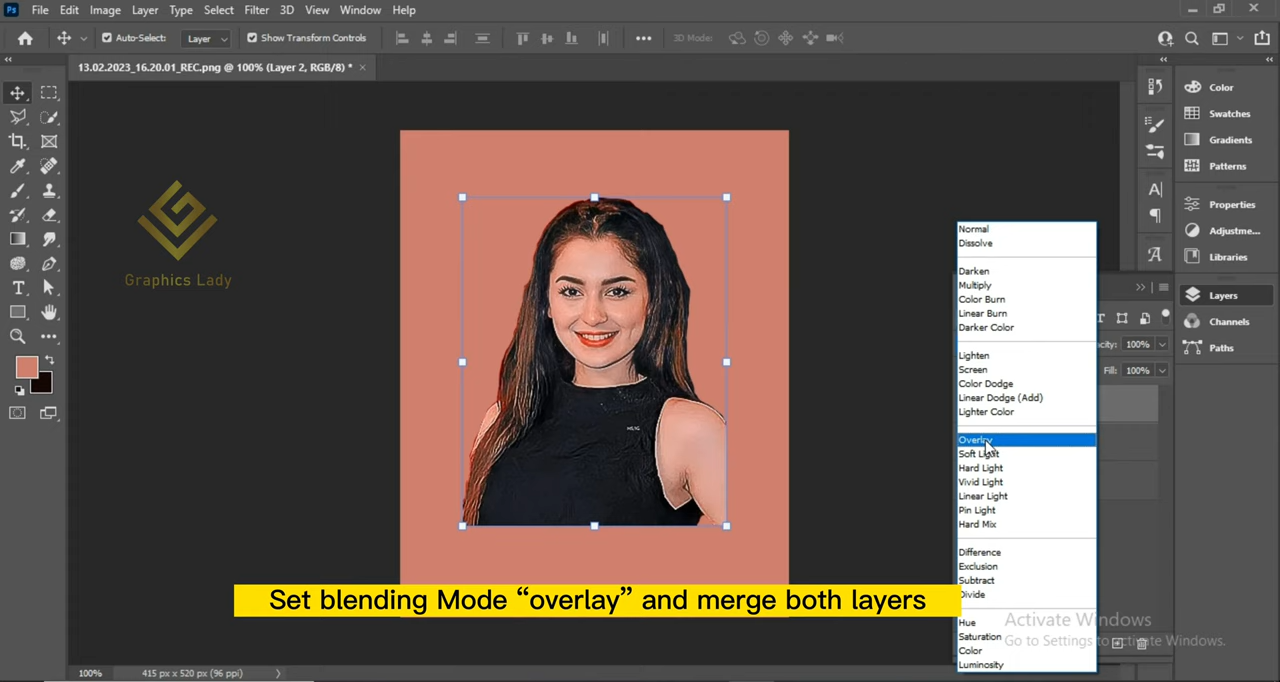 Ps File Edit Image Layer Type Select Filter 3D View Window Help
Auto-Select: Layer Show Transform Controls 3D Mode:
13.02.2023_16.20.01_REC.png @ 100% (Layer 2, RGB/8) *
Color
Swatches
Gradients
Patterns
Properties
Adjustme...
Libraries
Layers
Channels
Paths
Graphics Lady
Normal
Dissolve
Darken
Multiply
Color Burn
Linear Burn
Darker Color
Lighten
Screen
Color Dodge
Linear Dodge (Add)
Lighter Color
Overlay
Soft Light
Hard Light
Vivid Light
Linear Light
Pin Light
Hard Mix
Difference
Exclusion
Subtract
Divide
Hue
Saturation
Color
Luminosity
100%
Fill: 100%
Set blending Mode “overlay” and merge both layers
Activate Windows
Go to Settings to activate Windows.
100% 415 px x 520 px (96 ppi)